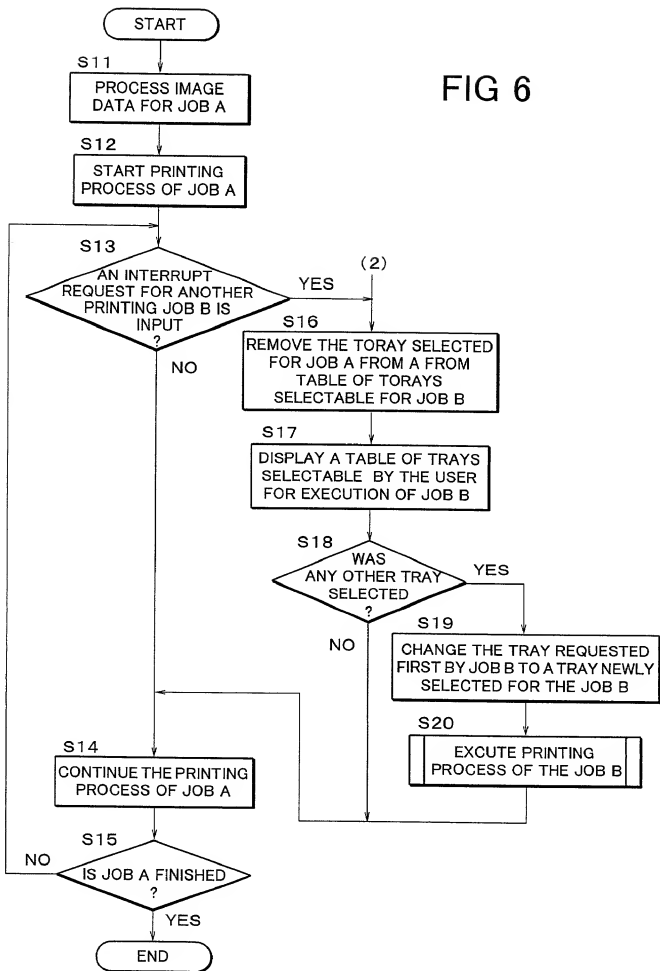 START
FIG 6
S11
PROCESS IMAGE
DATA FOR JOB A
S12
START PRINTING
PROCESS OF JOB A
S13
AN INTERRUPT
REQUEST FOR ANOTHER
PRINTING JOB B IS
INPUT
?
YES
NO
(2)
S16
REMOVE THE TORAY SELECTED
FOR JOB A FROM A FROM
TABLE OF TORAYS
SELECTABLE FOR JOB B
S17
DISPLAY A TABLE OF TRAYS
SELECTABLE BY THE USER
FOR EXECUTION OF JOB B
S18
WAS
ANY OTHER TRAY
SELECTED
?
YES
NO
S19
CHANGE THE TRAY REQUESTED
FIRST BY JOB B TO A TRAY NEWLY
SELECTED FOR THE JOB B
S20
EXCUTE PRINTING
PROCESS OF THE JOB B
S14
CONTINUE THE PRINTING
PROCESS OF JOB A
S15
IS JOB A FINISHED
?
NO
YES
END